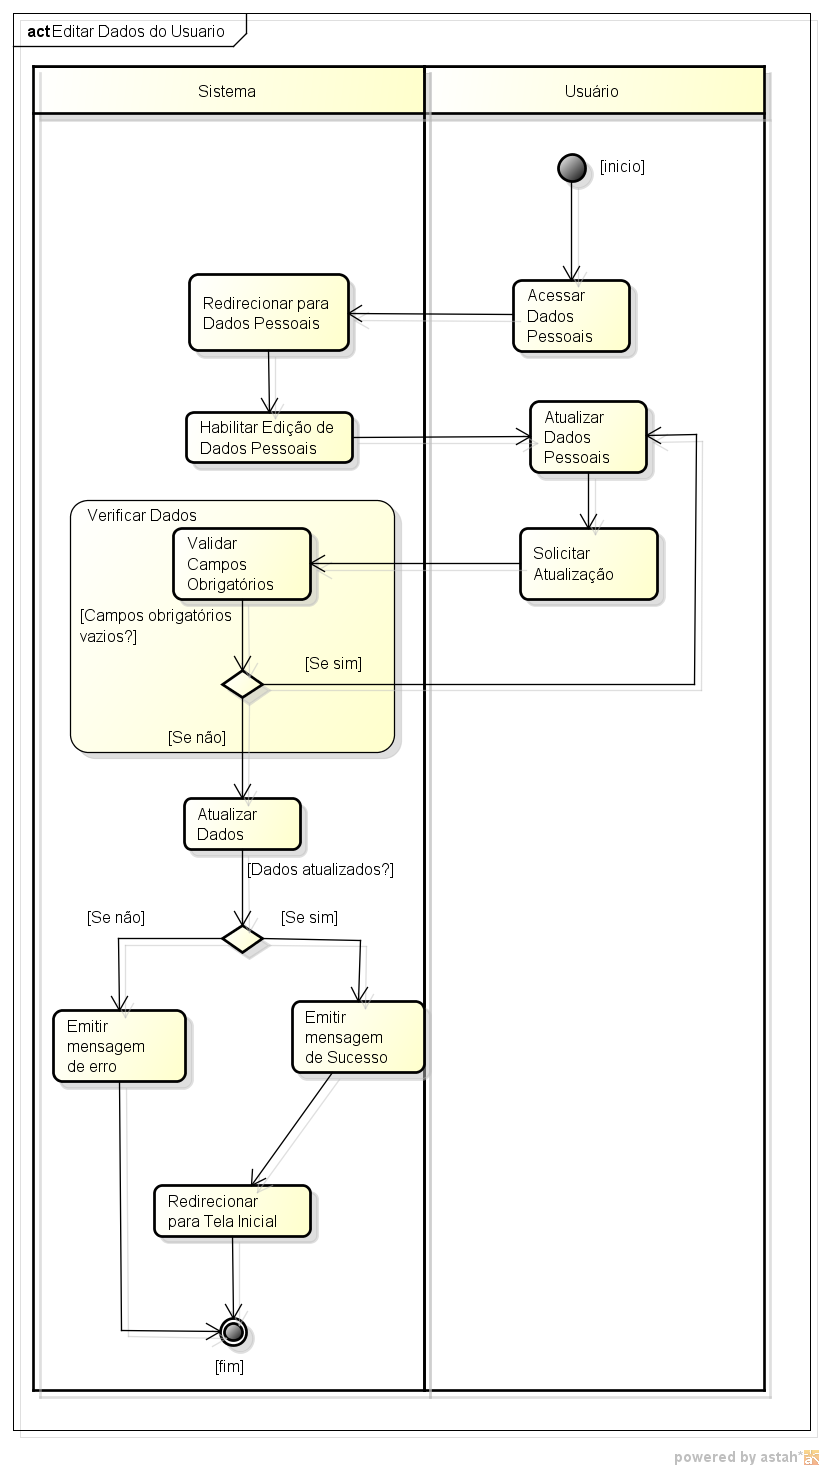 act Editar Dados do Usuario
Sistema
Usuário
[inicio]
Acessar
Dados
Pessoais
Redirecionar para
Dados Pessoais
Habilitar Edição de
Dados Pessoais
Atualizar
Dados
Pessoais
Solicitar
Atualização
Verificar Dados
Validar
Campos
Obrigatórios
[Campos obrigatórios
vazios?]
[Se sim]
[Se não]
Atualizar
Dados
[Dados atualizados?]
[Se não]
[Se sim]
Emitir
mensagem
de erro
Emitir
mensagem
de Sucesso
Redirecionar
para Tela Inicial
[fim]
powered by astah*